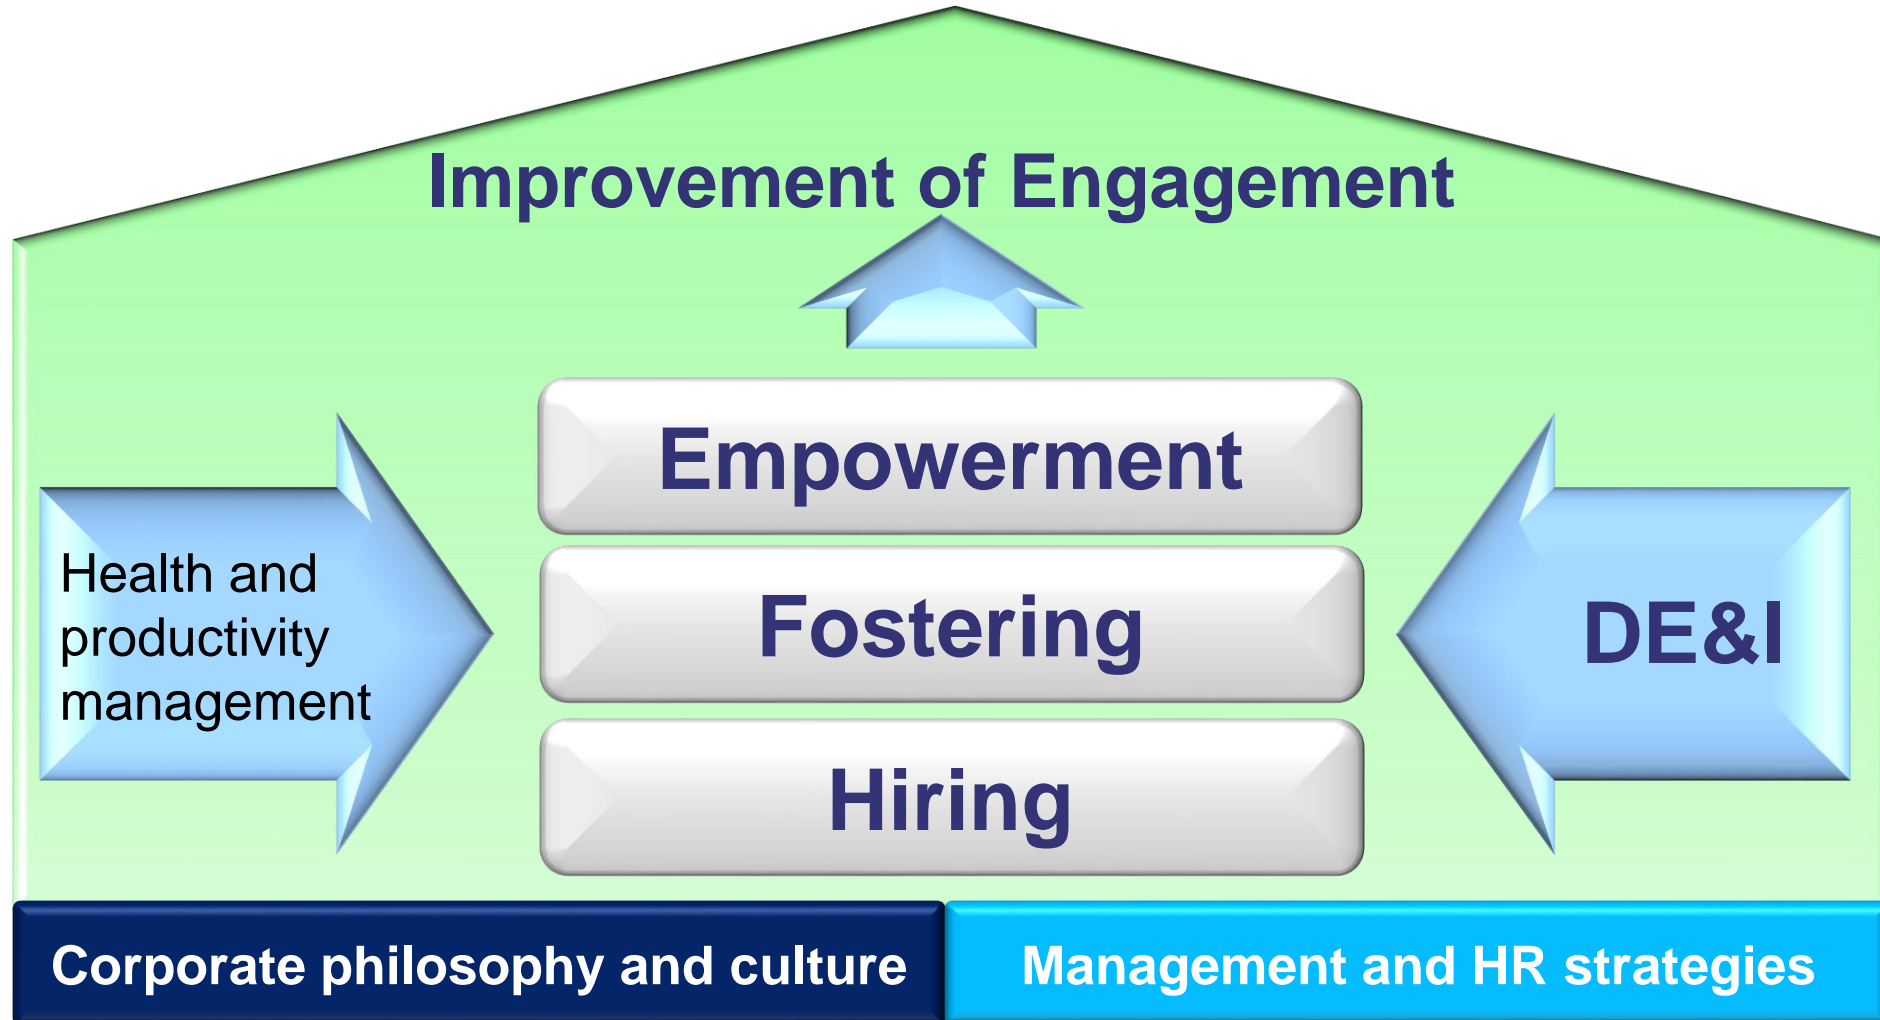 Improvement of Engagement
Empowerment
Health and
productivity
management
Fostering
DE&I
Hiring
Corporate philosophy and culture
Management and HR strategies